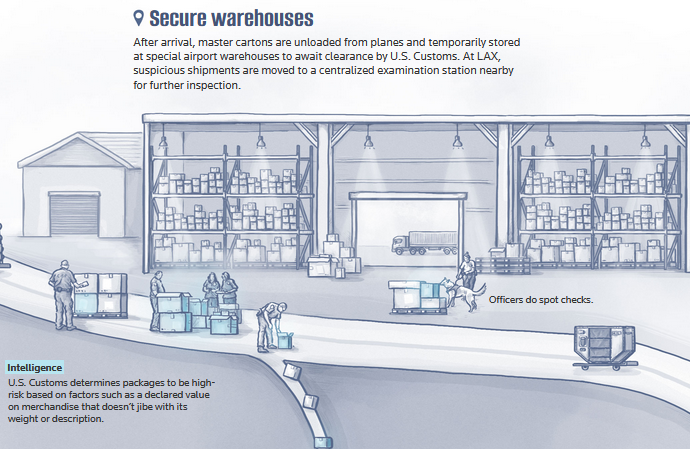 Secure warehouses
After arrival, master cartons are unloaded from planes and temporarily stored
at special airport warehouses to await clearance by U.S. Customs. At LAX,
suspicious shipments are moved to a centralized examination station nearby
for further inspection.
Officers do spot checks.
Intelligence
U.S. Customs determines packages to be high-
risk based on factors such as a declared value
on merchandise that doesn’t jibe with its
weight or description.